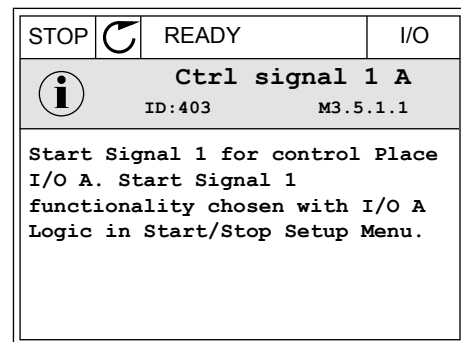 STOP READY I/O
Ctrl signal 1 A
ID:403 M3.5.1.1
Start Signal 1 for control Place
I/O A. Start Signal 1
functionality chosen with I/O A
Logic in Start/Stop Setup Menu.